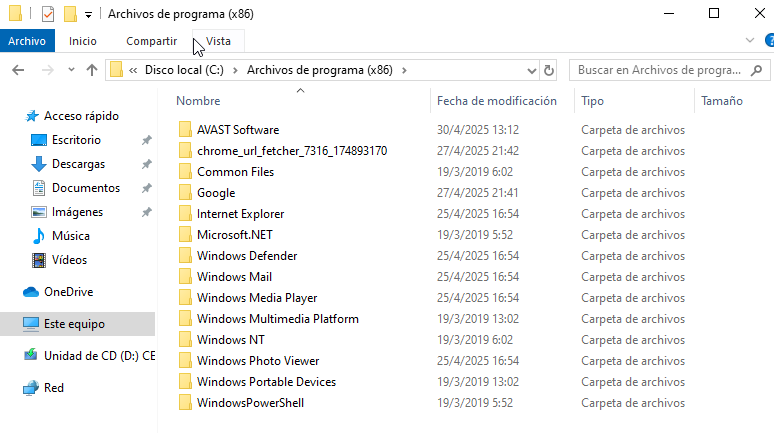 Archivos de programa (x86)
Archivo Inicio Compartir Vista
« Disco local (C:) Archivos de programa (x86) Buscar en Archivos de progra...
Nombre Fecha de modificación Tipo Tamaño
Acceso rápido
Escritorio
Descargas
Documentos
Imágenes
Música
Vídeos
OneDrive
Este equipo
Unidad de CD (D:) CE
Red
AVAST Software 30/4/2025 13:12 Carpeta de archivos
chrome_url_fetcher_7316_174893170 27/4/2025 21:42 Carpeta de archivos
Common Files 19/3/2019 6:02 Carpeta de archivos
Google 27/4/2025 21:41 Carpeta de archivos
Internet Explorer 25/4/2025 16:54 Carpeta de archivos
Microsoft.NET 19/3/2019 5:52 Carpeta de archivos
Windows Defender 25/4/2025 16:54 Carpeta de archivos
Windows Mail 25/4/2025 16:54 Carpeta de archivos
Windows Media Player 25/4/2025 16:54 Carpeta de archivos
Windows Multimedia Platform 19/3/2019 13:02 Carpeta de archivos
Windows NT 19/3/2019 6:02 Carpeta de archivos
Windows Photo Viewer 25/4/2025 16:54 Carpeta de archivos
Windows Portable Devices 19/3/2019 13:02 Carpeta de archivos
WindowsPowerShell 19/3/2019 5:52 Carpeta de archivos